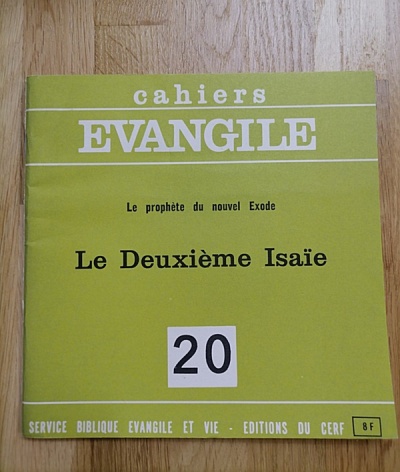 cahiers
EVANGILE
Le prophète du nouvel Exode
Le Deuxième Isaïe
20
SERVICE BIBLIQUE EVANGILE ET VIE - EDITIONS DU CERF 8 F